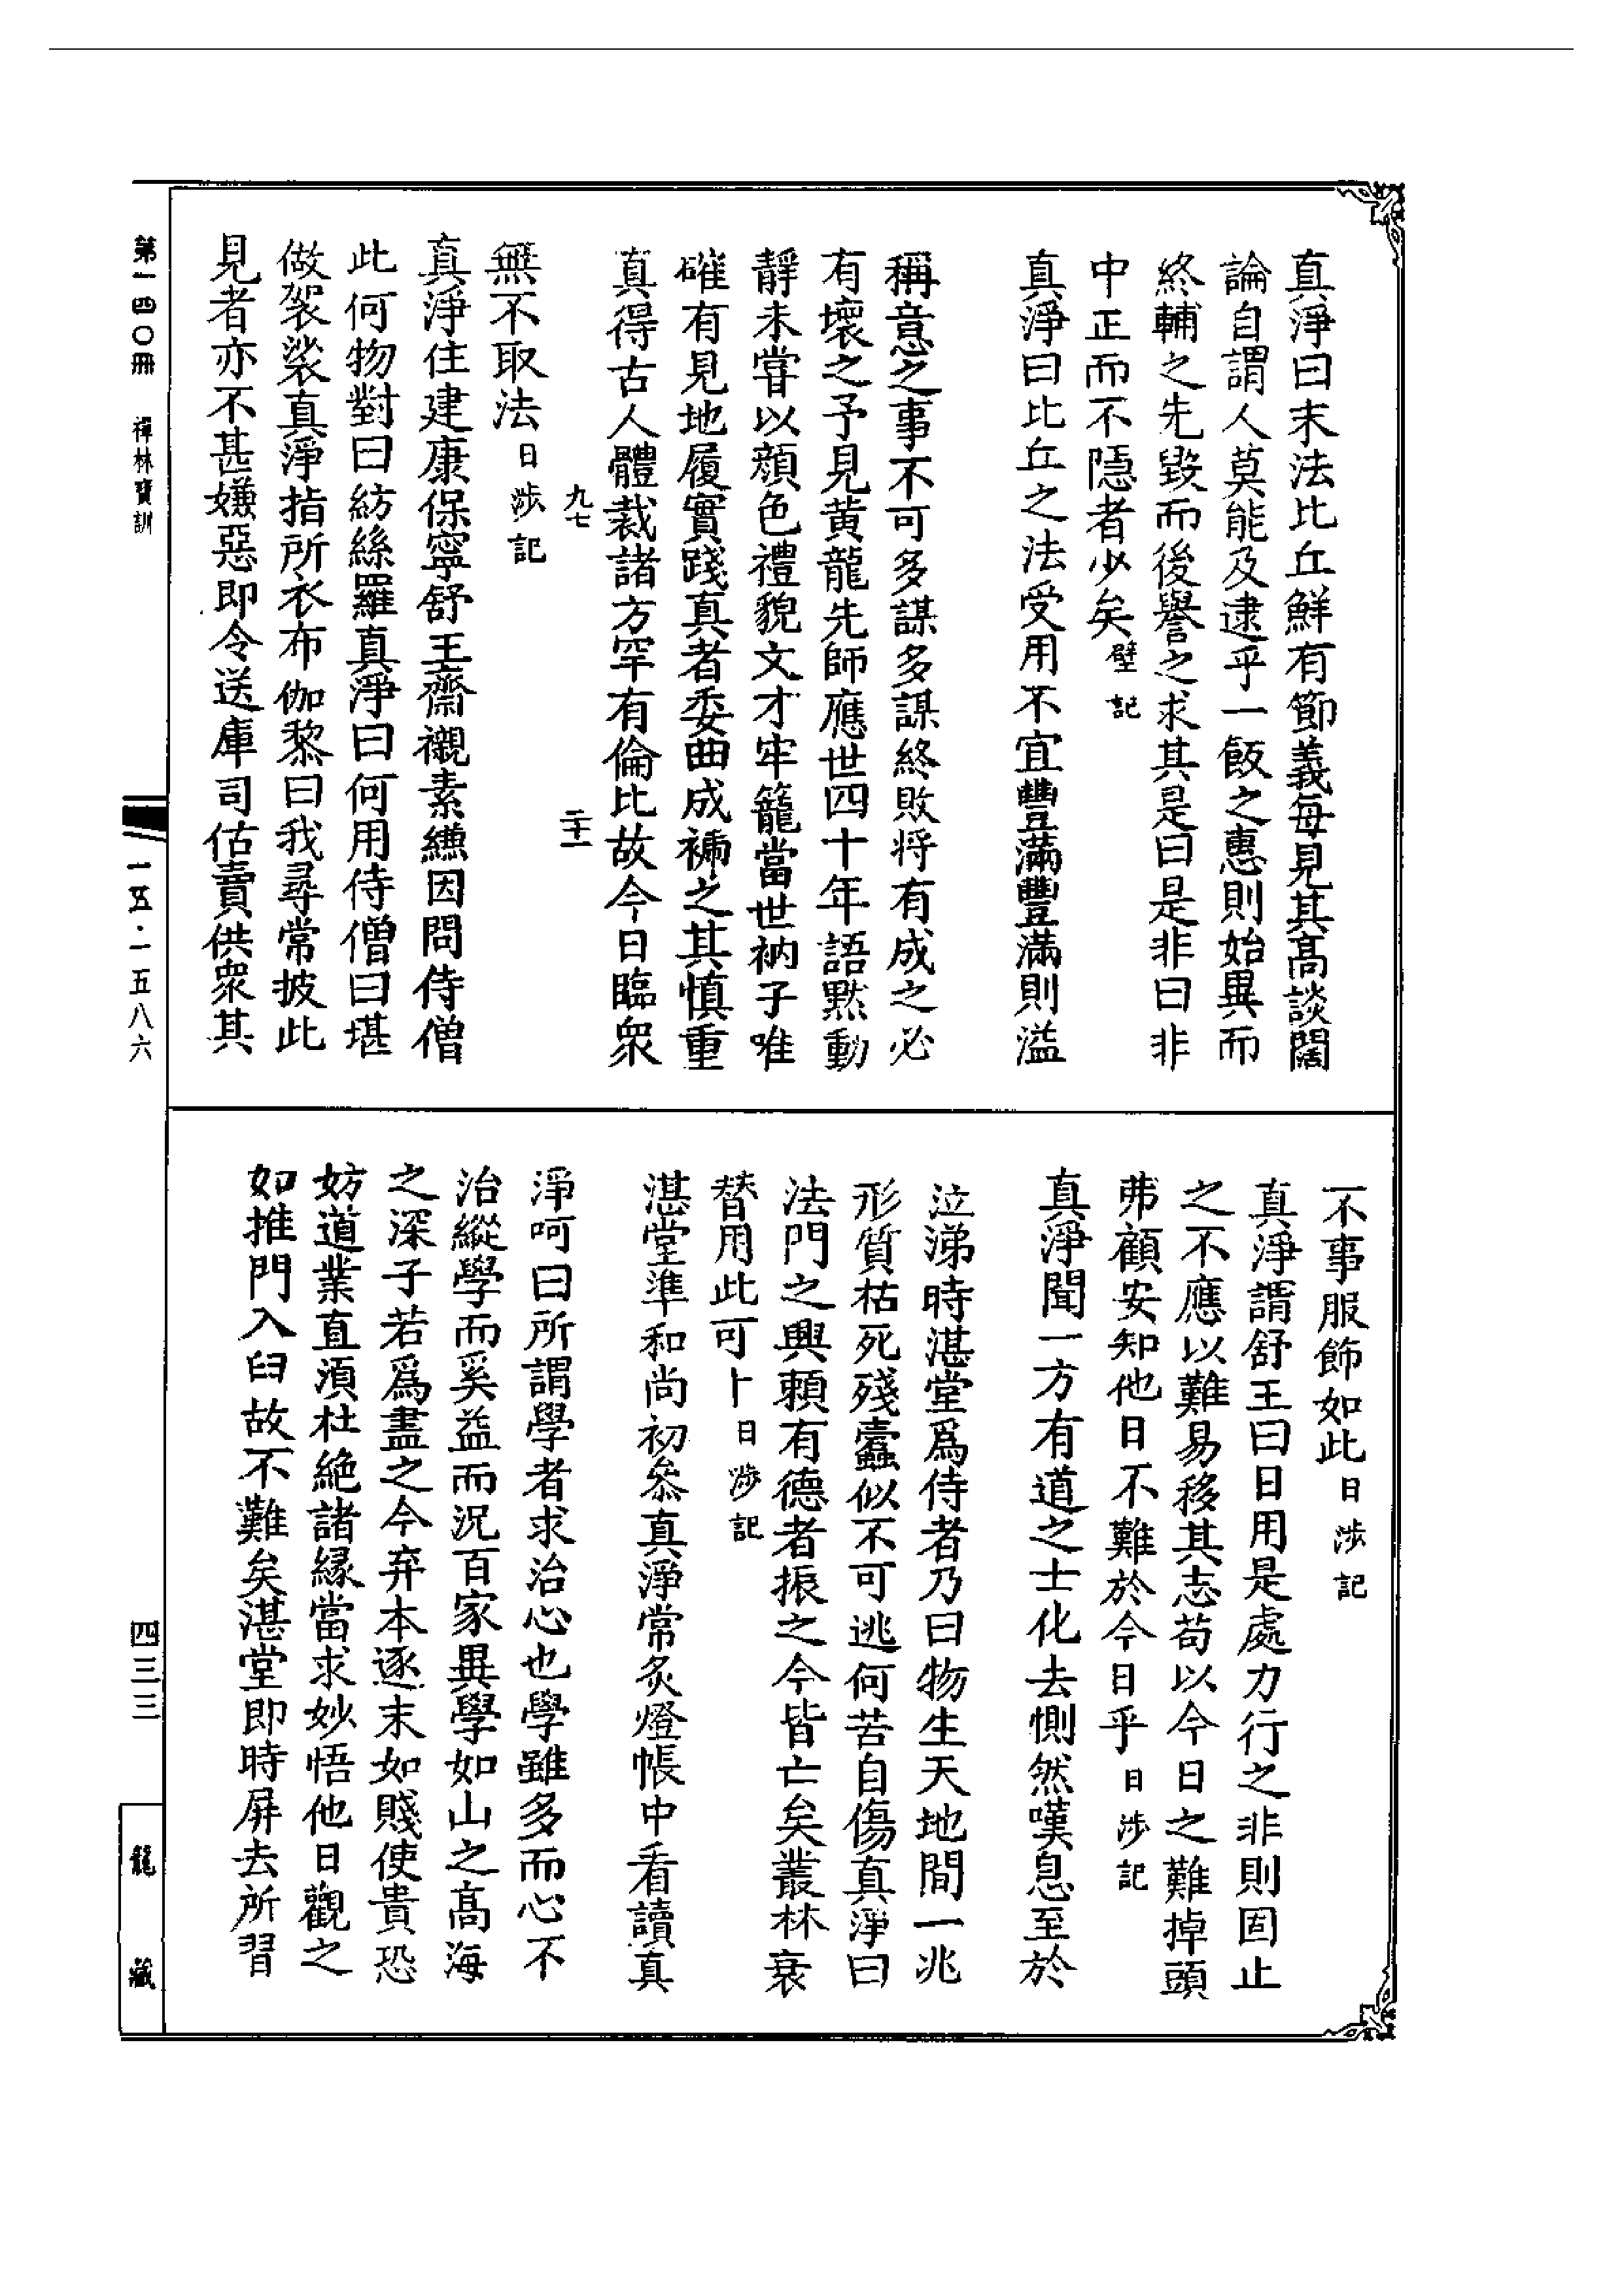 真淨曰末法比丘鮮有節義每見其高談闊
論自謂人莫能及逮乎一飯之惠則始異而
終輔之先毀而後譽之求其是曰是非曰非
中正而不隱者少矣壁記
真淨曰比丘之法受用不宜豐滿豐滿則溢
稱意之事不可多謀多謀終敗將有成之必
有壞之予見黃龍先師應世四十年語默動
靜未嘗以顏色禮貌文才牢籠當世衲子唯
確有見地履實踐真者委曲成褫之其慎重
真得古人體裁諸方罕有倫比故今日臨眾
九七 二十一
無不取法日涉記
真淨住建康保寧舒王齋襯素縑因問侍僧
此何物對曰紡絲羅真淨曰何用侍僧曰堪
做袈裟真淨指所衣布伽黎曰我尋常披此
見者亦不甚嫌惡即令送庫司估賣供眾其
不事服飾如此日涉記
真淨謂舒王曰日用是處力行之非則固止
之不應以難易移其志苟以今日之難掉頭
弗顧安知他日不難於今日乎日涉記
真淨聞一方有道之士化去惻然嘆息至於
泣涕時湛堂為侍者乃曰物生天地間一兆
形質枯死殘蠹似不可逃何苦自傷真淨曰
法門之興賴有德者振之今皆亡矣叢林衰
替用此可卜日涉記
湛堂準和尚初參真淨常炙燈帳中看讀真
淨呵曰所謂學者求治心也學雖多而心不
治縱學而奚益而況百家異學如山之高海
之深子若爲盡之今弃本逐末如賤使貴恐
妨道業直須杜絕諸緣當求妙悟他日觀之
如推門入臼故不難矣湛堂即時屏去所習
第一四〇冊 禪林寶訓
一五·一五八六
四三三
龍藏